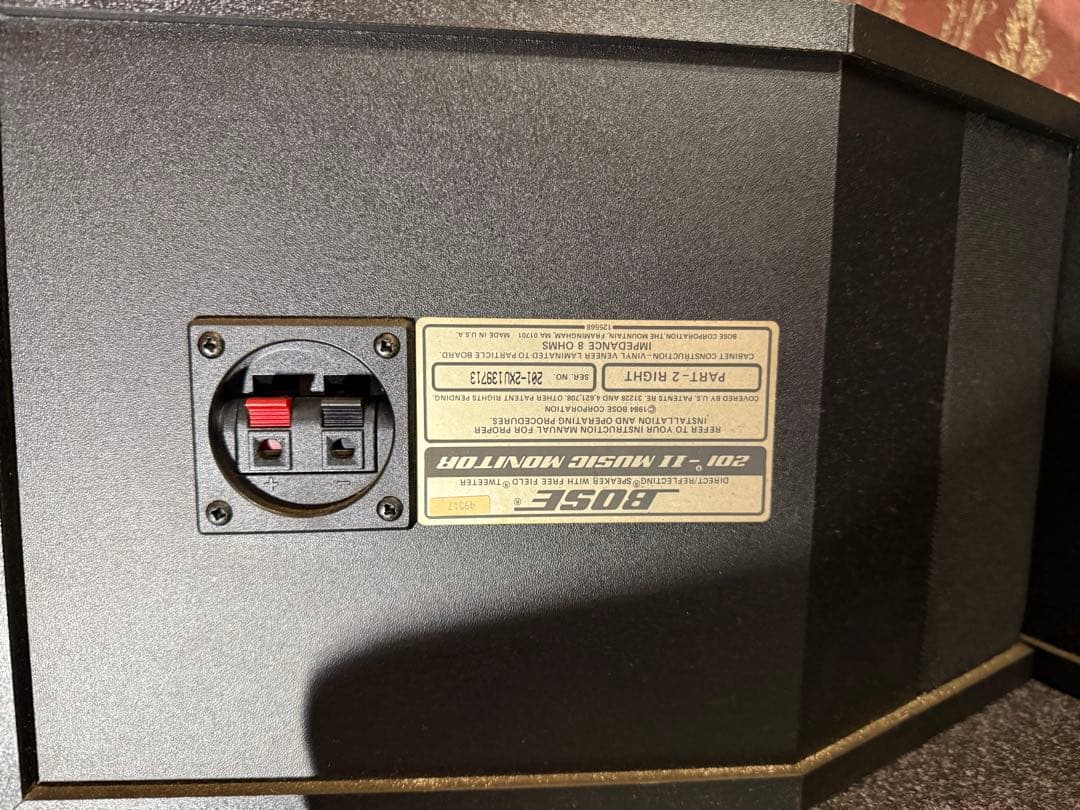 BOSE®
49517
DIRECT/REFLECTING® SPEAKER WITH FREE FIELD® TWEETER
201®-II MUSIC MONITOR
REFER TO YOUR INSTRUCTION MANUAL FOR PROPER
INSTALLATION AND OPERATING PROCEDURES.
©1984 BOSE CORPORATION
COVERED BY U.S. PATENTS RE. 31228 AND 4,621,708. OTHER PATENT RIGHTS PENDING.
PART-2 RIGHT
SER. NO. 201-2XU139713
CABINET CONSTRUCTION-VINYL VENEER LAMINATED TO PARTICLE BOARD.
IMPEDANCE 8 OHMS
BOSE CORPORATION, THE MOUNTAIN, FRAMINGHAM, MA 01701 MADE IN U.S.A.
125568
+ −